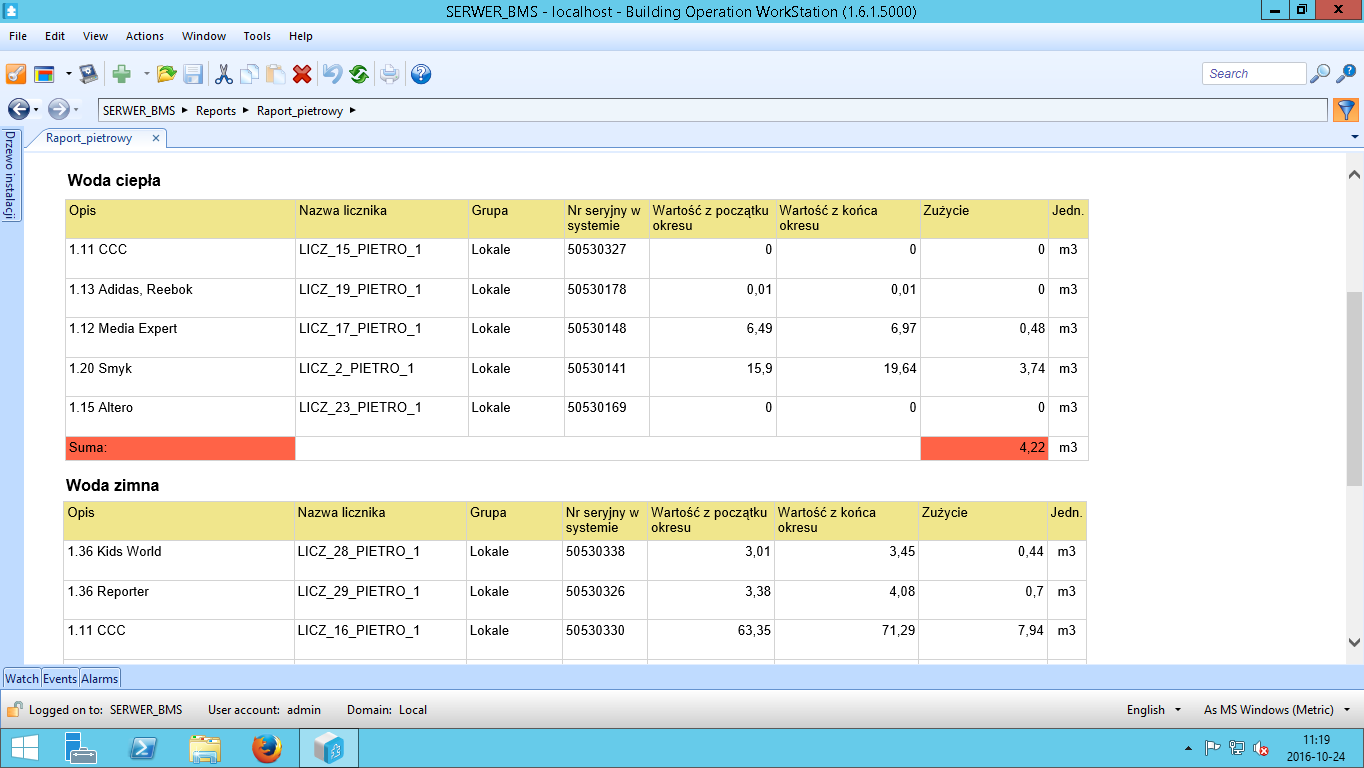 SERWER_BMS - localhost - Building Operation WorkStation (1.6.1.5000)
File Edit View Actions Window Tools Help
Search
SERWER_BMS Reports Raport_pietrowy
Raport_pietrowy
Drzewo instalacji
Woda ciepła
Opis Nazwa licznika Grupa Nr seryjny w systemie Wartość z początku okresu Wartość z końca okresu Zużycie Jedn.
1.11 CCC LICZ_15_PIETRO_1 Lokale 50530327 0 0 0 m3
1.13 Adidas, Reebok LICZ_19_PIETRO_1 Lokale 50530178 0,01 0,01 0 m3
1.12 Media Expert LICZ_17_PIETRO_1 Lokale 50530148 6,49 6,97 0,48 m3
1.20 Smyk LICZ_2_PIETRO_1 Lokale 50530141 15,9 19,64 3,74 m3
1.15 Altero LICZ_23_PIETRO_1 Lokale 50530169 0 0 0 m3
Suma: 4,22 m3
Woda zimna
Opis Nazwa licznika Grupa Nr seryjny w systemie Wartość z początku okresu Wartość z końca okresu Zużycie Jedn.
1.36 Kids World LICZ_28_PIETRO_1 Lokale 50530338 3,01 3,45 0,44 m3
1.36 Reporter LICZ_29_PIETRO_1 Lokale 50530326 3,38 4,08 0,7 m3
1.11 CCC LICZ_16_PIETRO_1 Lokale 50530330 63,35 71,29 7,94 m3
Watch Events Alarms
Logged on to: SERWER_BMS User account: admin Domain: Local English As MS Windows (Metric)
11:19
2016-10-24